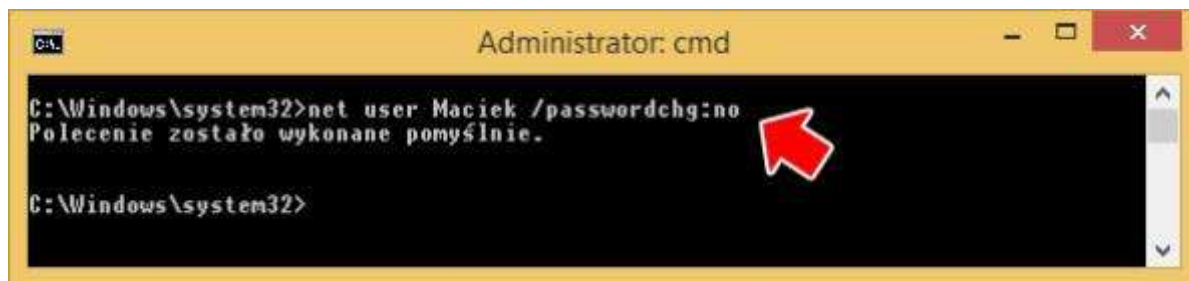 Administrator: cmd
C:\Windows\system32>net user Maciek /passwordchg:no
Polecenie zostało wykonane pomyślnie.
C:\Windows\system32>